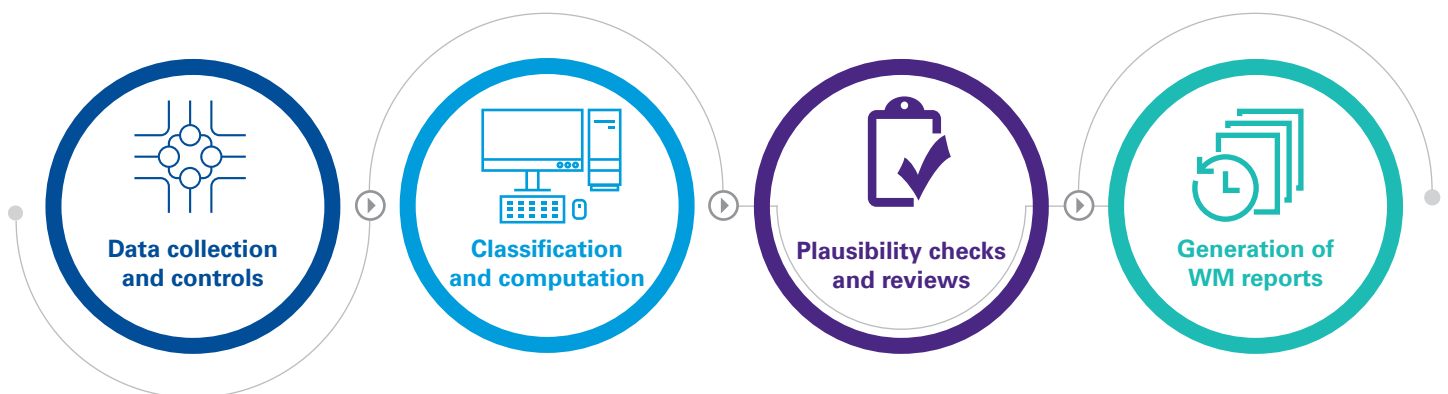 Data collection
and controls
Classification
and computation
Plausibility checks
and reviews
Generation of
WM reports